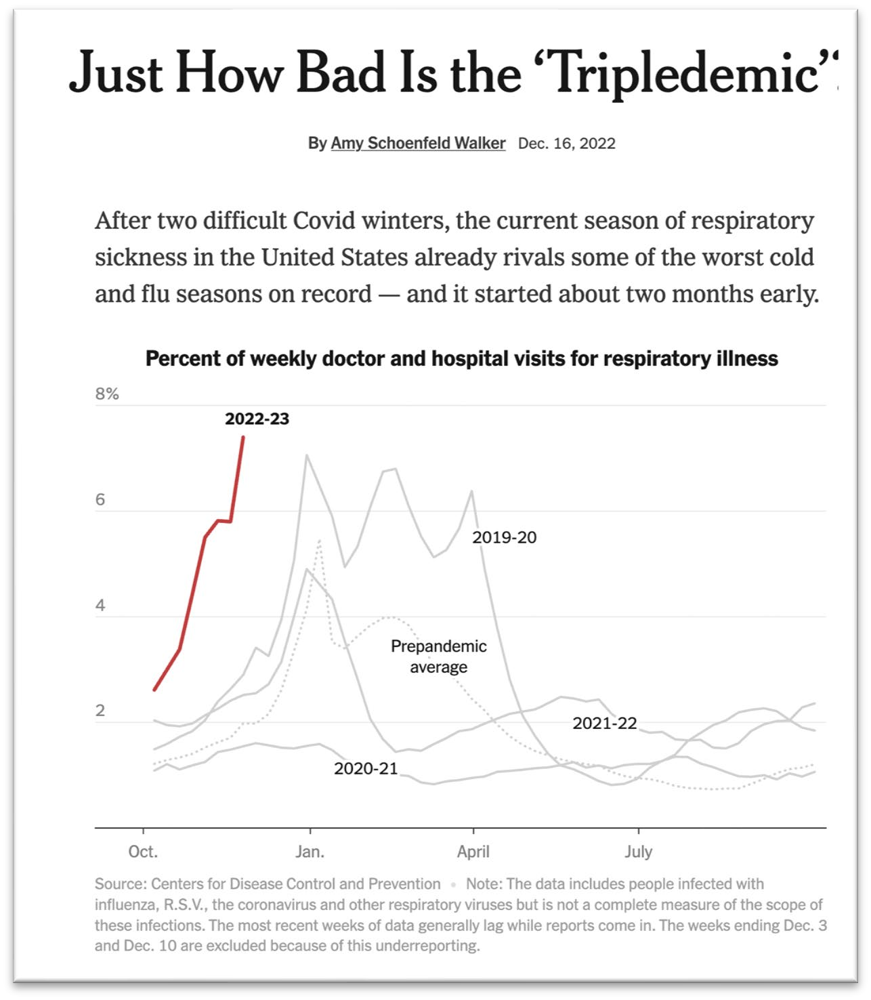 Just How Bad Is the ‘Tripledemic’
By Amy Schoenfeld Walker Dec. 16, 2022
After two difficult Covid winters, the current season of respiratory
sickness in the United States already rivals some of the worst cold
and flu seasons on record — and it started about two months early.
Percent of weekly doctor and hospital visits for respiratory illness
8%
2022-23
6
2019-20
4
Prepandemic
average
2
2021-22
2020-21
Oct. Jan. April July
Source: Centers for Disease Control and Prevention • Note: The data includes people infected with
influenza, R.S.V., the coronavirus and other respiratory viruses but is not a complete measure of the scope of
these infections. The most recent weeks of data generally lag while reports come in. The weeks ending Dec. 3
and Dec. 10 are excluded because of this underreporting.